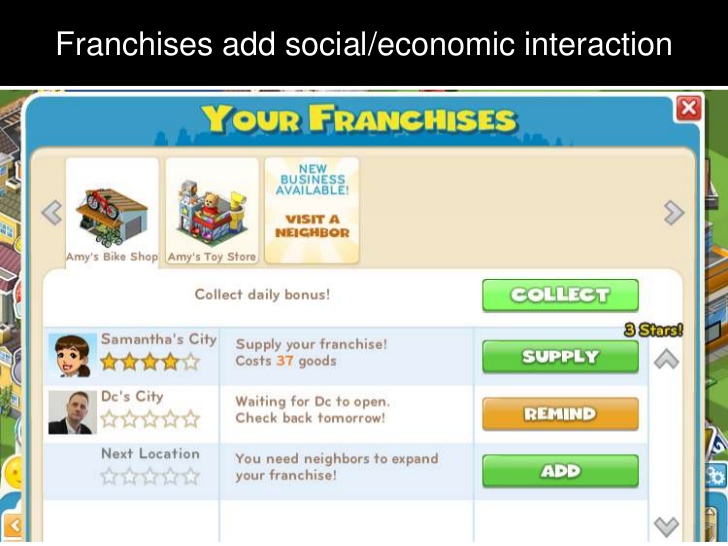 Franchises add social/economic interaction
YOUR FRANCHISES
NEW
BUSINESS
AVAILABLE!
VISIT A
NEIGHBOR
Amy's Bike Shop
Amy's Toy Store
Collect daily bonus!
COLLECT
3 Stars!
Samantha's City
Supply your franchise!
Costs 37 goods
SUPPLY
Dc's City
Waiting for Dc to open.
Check back tomorrow!
REMIND
Next Location
You need neighbors to expand
your franchise!
ADD